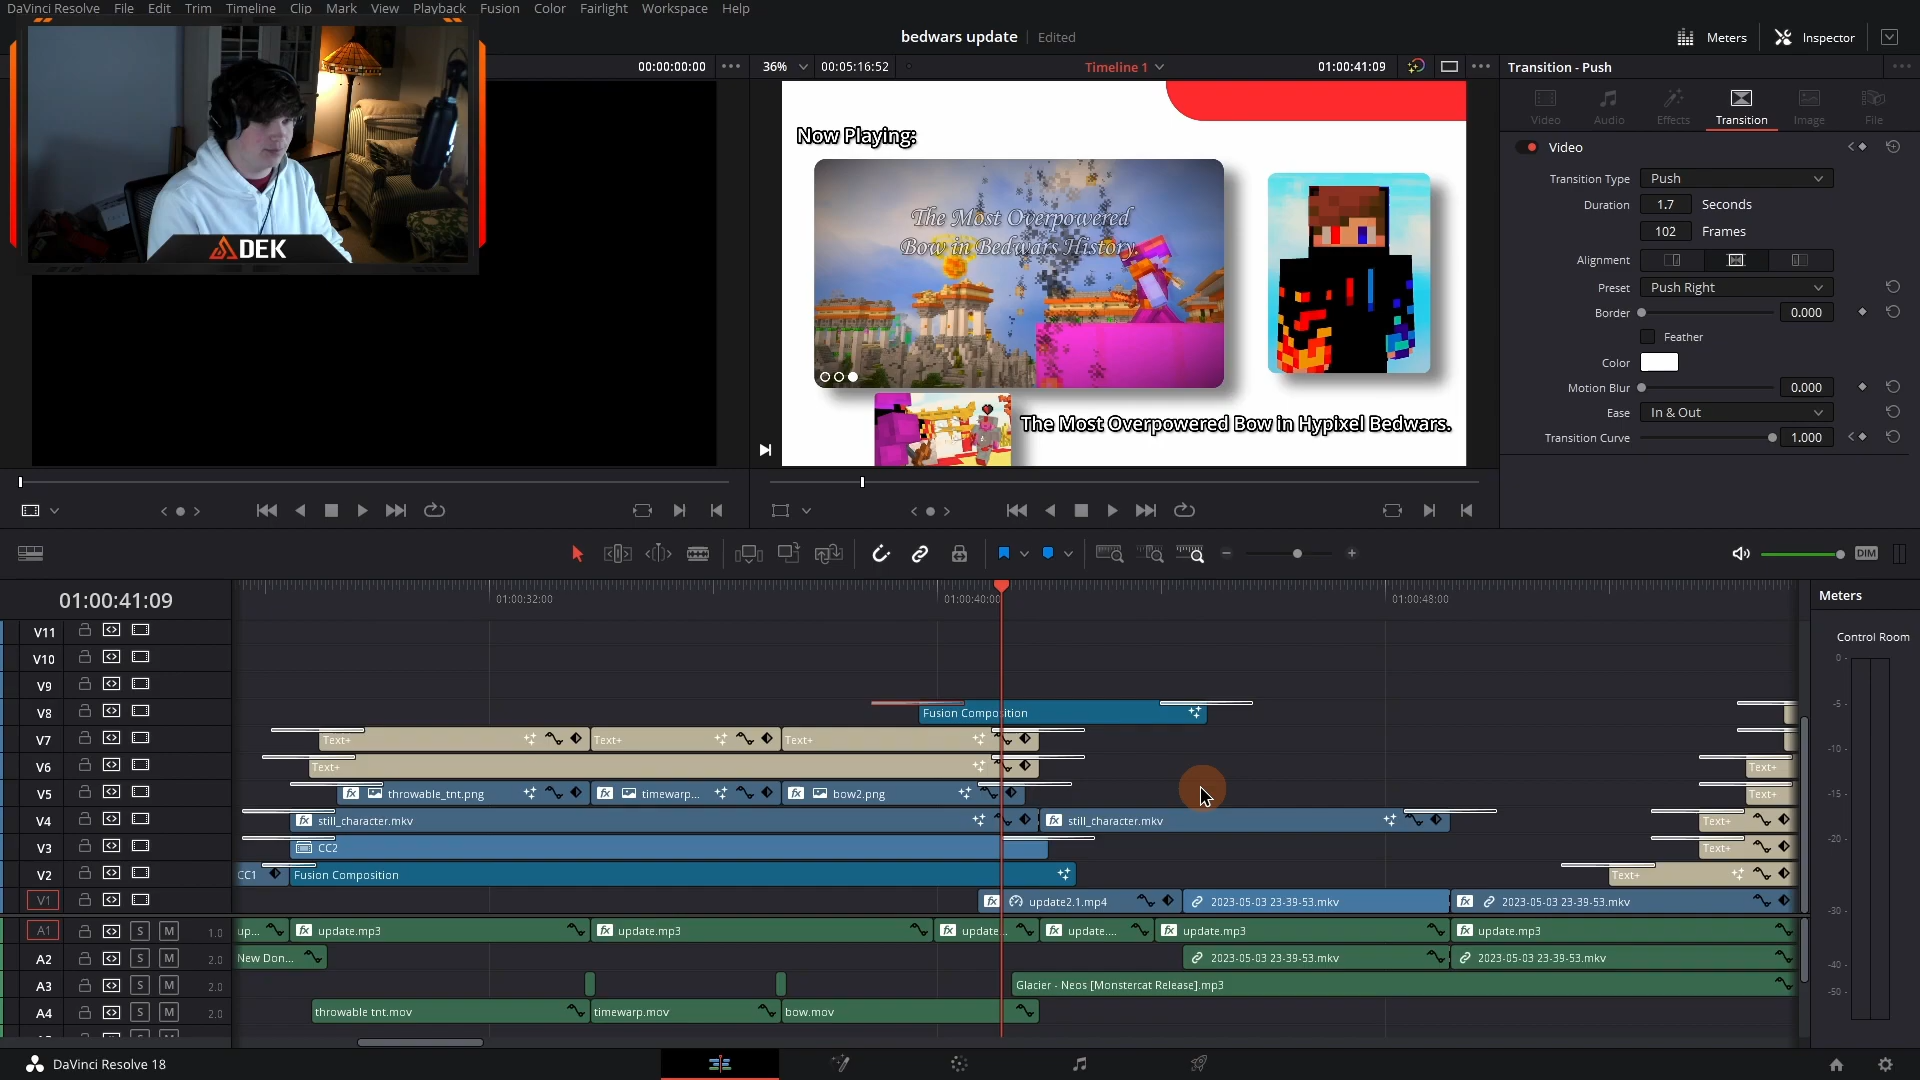 DaVinci Resolve File Edit Trim Timeline Clip Mark View Playback Fusion Color Fairlight Workspace Help
bedwars update Edited
Meters Inspector
00:00:00:00
36% 00:05:16:52 Timeline 1 01:00:41:09
Transition - Push
Video Audio Effects Transition Image File
Video
Transition Type Push
Duration 1.7 Seconds
102 Frames
Alignment
Preset Push Right
Border 0.000
Feather
Color
Motion Blur 0.000
Ease In & Out
Transition Curve 1.000
DEK
Now Playing:
The Most Overpowered
Bow in Bedwars History.
The Most Overpowered Bow in Hypixel Bedwars.
DIM
01:00:41:09
01:00:32:00 01:00:40:00 01:00:48:00
V11
V10
V9
V8 Fusion Composition
V7 Text+ Text+ Text+
V6 Text+ Text+
V5 throwable_tnt.png timewarp... bow2.png Text+
V4 still_character.mkv still_character.mkv Text+
V3 CC2 Text+
V2 CC1 Fusion Composition Text+
V1 update2.1.mp4 2023-05-03 23-39-53.mkv 2023-05-03 23-39-53.mkv
A1 S M 1.0 up... update.mp3 update.mp3 update... update.... update.mp3 update.mp3
A2 S M 2.0 New Don... 2023-05-03 23-39-53.mkv 2023-05-03 23-39-53.mkv
A3 S M 2.0 Glacier - Neos [Monstercat Release].mp3
A4 S M 2.0 throwable tnt.mov timewarp.mov bow.mov
Meters
Control Room
0
-5
-10
-15
-20
-30
-40
-50
DaVinci Resolve 18